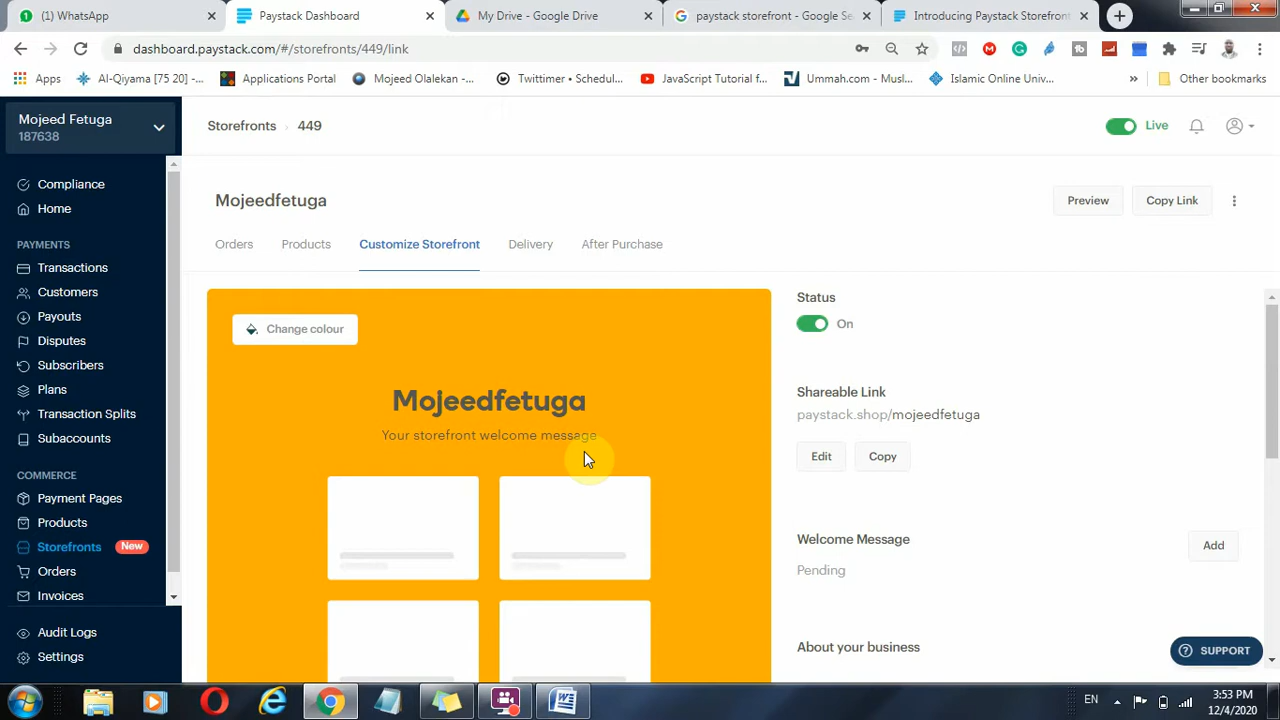 WhatsApp
Paystack Dashboard
My Drive - Google Drive
paystack storefront - Google Se
Introducing Paystack Storefront
dashboard.paystack.com/#/storefronts/449/link
Apps
Al-Qiyama [75 20] -...
Applications Portal
Mojeed Olalekan -...
Twittimer • Schedul...
JavaScript Tutorial f...
Ummah.com - Musl...
Islamic Online Univ...
»
Other bookmarks
Mojeed Fetuga
187638
Storefronts › 449
Live
Compliance
Home
PAYMENTS
Transactions
Customers
Payouts
Disputes
Subscribers
Plans
Transaction Splits
Subaccounts
COMMERCE
Payment Pages
Products
Storefronts New
Orders
Invoices
Audit Logs
Settings
Mojeedfetuga
Preview
Copy Link
Orders
Products
Customize Storefront
Delivery
After Purchase
Change colour
Mojeedfetuga
Your storefront welcome message
Status
On
Shareable Link
paystack.shop/mojeedfetuga
Edit
Copy
Welcome Message
Add
Pending
About your business
SUPPORT
EN
3:53 PM
12/4/2020